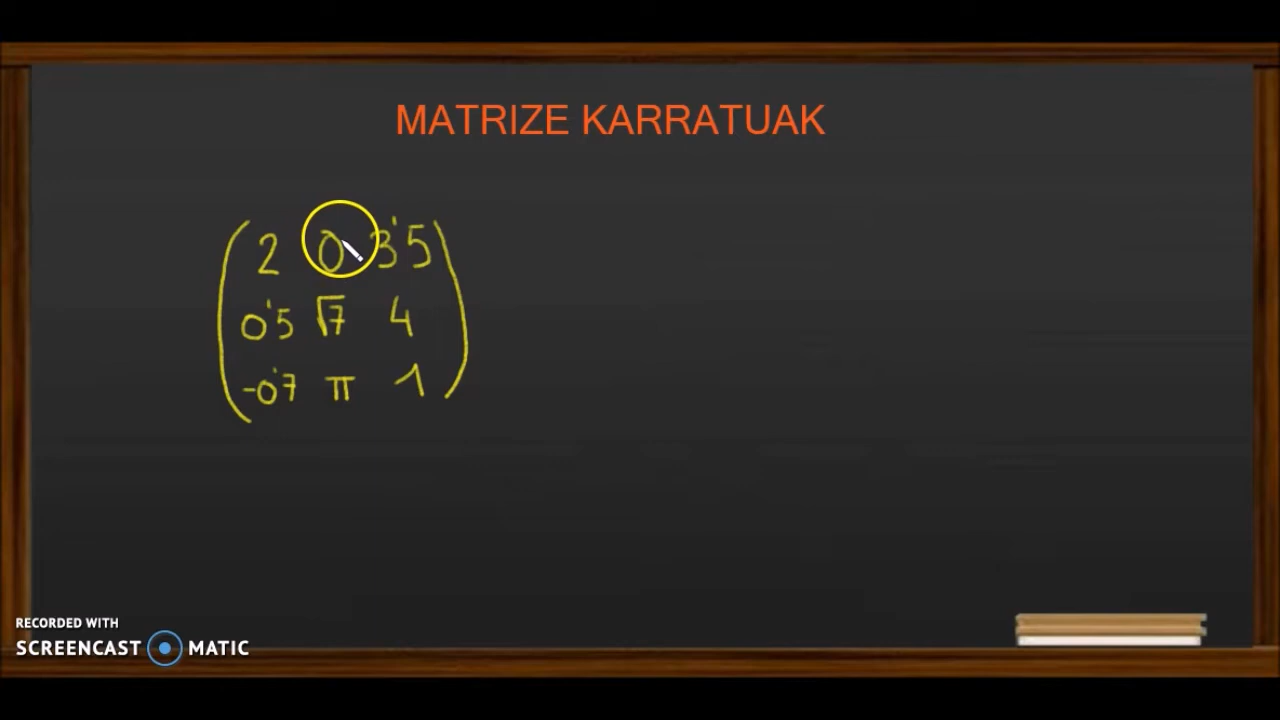 MATRIZE KARRATUAK
2 0 3'5
0'5 √7 4
-0'7 π 1
RECORDED WITH
SCREENCAST MATIC